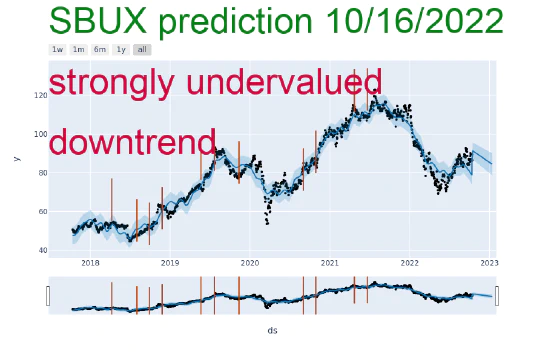 SBUX prediction 10/16/2022
1w 1m 6m 1y all
strongly undervalued
downtrend
120
100
80
60
40
y
2018 2019 2020 2021 2022 2023
ds